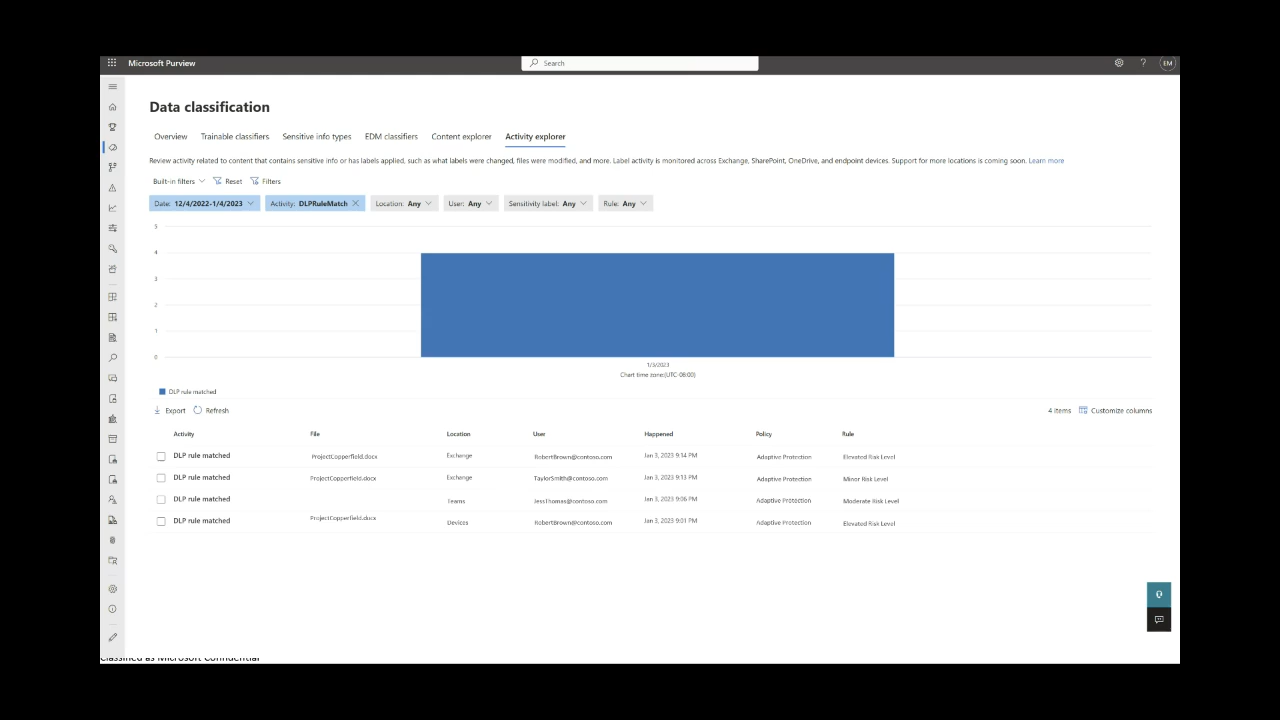 Microsoft Purview
Search
EM
Data classification
Overview Trainable classifiers Sensitive info types EDM classifiers Content explorer Activity explorer
Review activity related to content that contains sensitive info or has labels applied, such as what labels were changed, files were modified, and more. Label activity is monitored across Exchange, SharePoint, OneDrive, and endpoint devices. Support for more locations is coming soon. Learn more
Built-in filters Reset Filters
Date: 12/4/2022-1/4/2023 Activity: DLPRuleMatch Location: Any User: Any Sensitivity label: Any Rule: Any
5
4
3
2
1
0
1/3/2023
Chart time zone:(UTC-08:00)
DLP rule matched
Export Refresh 4 items Customize columns
Activity File Location User Happened Policy Rule
DLP rule matched ProjectCopperfield.docx Exchange RobertBrown@contoso.com Jan 3, 2023 9:14 PM Adaptive Protection Elevated Risk Level
DLP rule matched ProjectCopperfield.docx Exchange TaylorSmith@contoso.com Jan 3, 2023 9:13 PM Adaptive Protection Minor Risk Level
DLP rule matched Teams JessThomas@contoso.com Jan 3, 2023 9:06 PM Adaptive Protection Moderate Risk Level
DLP rule matched ProjectCopperfield.docx Devices RobertBrown@contoso.com Jan 3, 2023 9:01 PM Adaptive Protection Elevated Risk Level
Classified as Microsoft Confidential